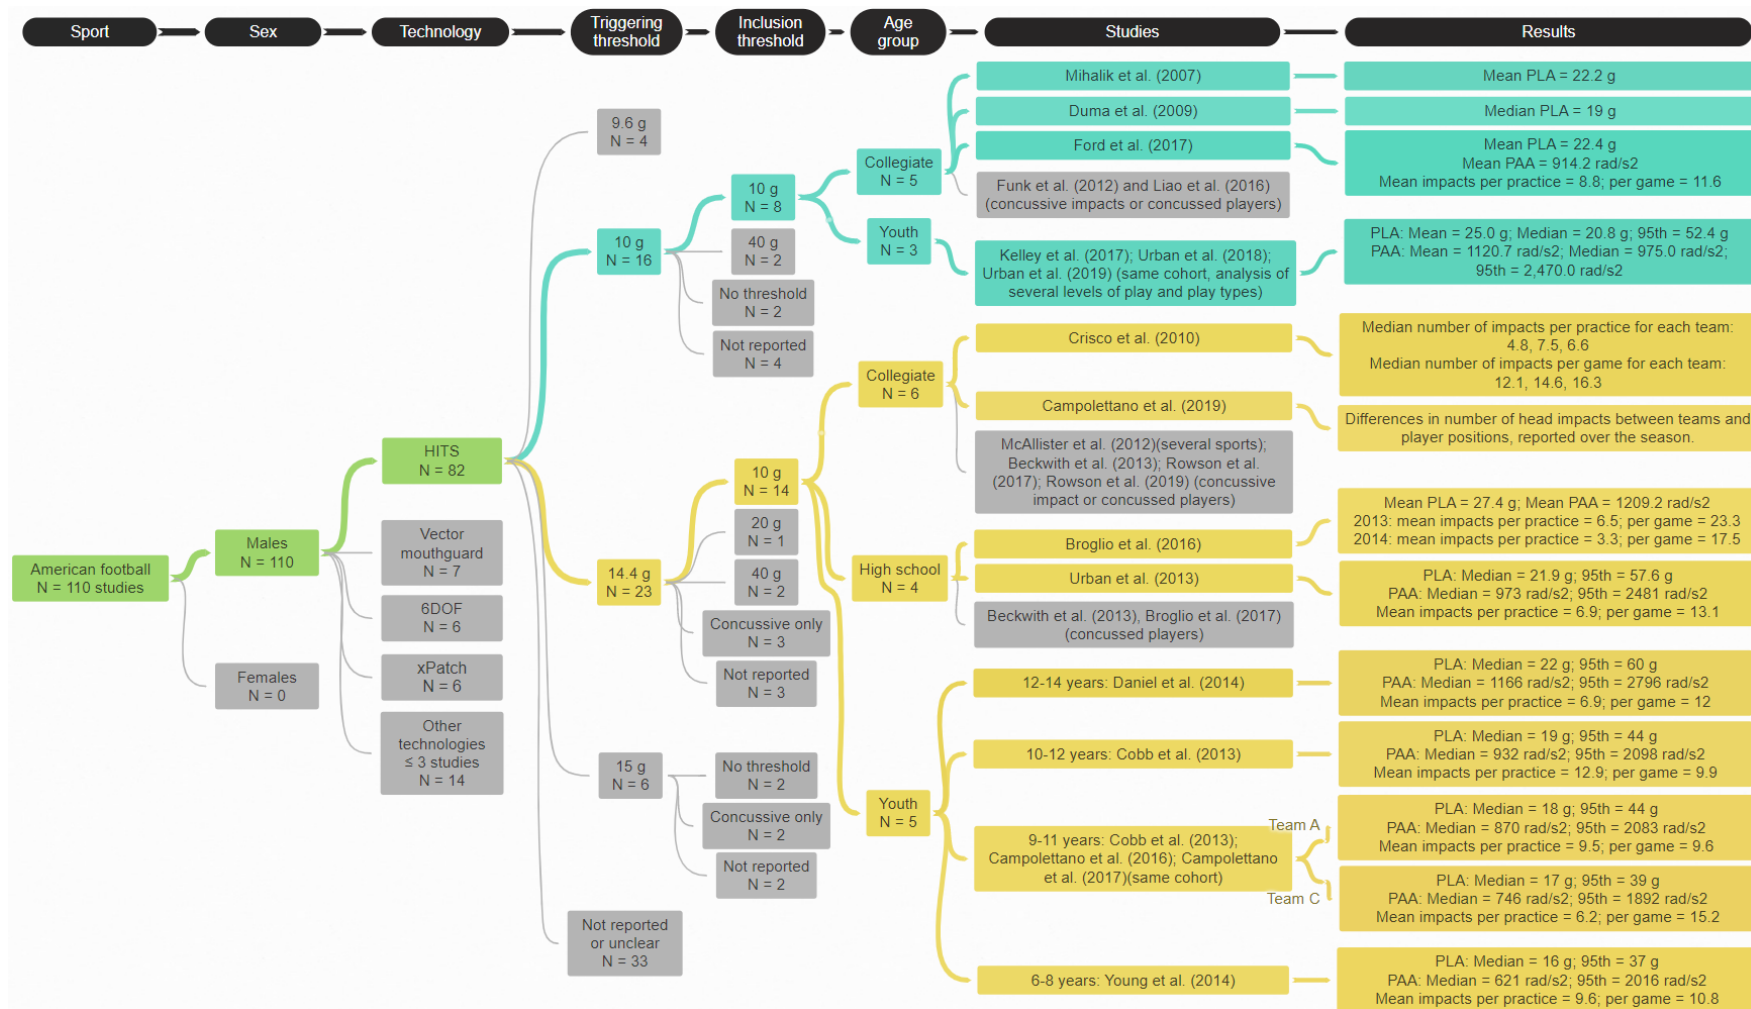 Sport
Sex
Technology
Triggering
threshold
Inclusion
threshold
Age
group
Studies
Results
American football
N = 110 studies
Males
N = 110
Females
N = 0
HITS
N = 82
Vector
mouthguard
N = 7
6DOF
N = 6
xPatch
N = 6
Other
technologies
≤ 3 studies
N = 14
9.6 g
N = 4
10 g
N = 16
14.4 g
N = 23
15 g
N = 6
Not reported
or unclear
N = 33
10 g
N = 8
40 g
N = 2
No threshold
N = 2
Not reported
N = 4
10 g
N = 14
20 g
N = 1
40 g
N = 2
Concussive only
N = 3
Not reported
N = 3
No threshold
N = 2
Concussive only
N = 2
Not reported
N = 2
Collegiate
N = 5
Youth
N = 3
Collegiate
N = 6
High school
N = 4
Youth
N = 5
Mihalik et al. (2007)
Mean PLA = 22.2 g
Duma et al. (2009)
Median PLA = 19 g
Ford et al. (2017)
Mean PLA = 22.4 g
Mean PAA = 914.2 rad/s2
Mean impacts per practice = 8.8; per game = 11.6
Funk et al. (2012) and Liao et al. (2016)
(concussive impacts or concussed players)
Kelley et al. (2017); Urban et al. (2018);
Urban et al. (2019) (same cohort, analysis of
several levels of play and play types)
PLA: Mean = 25.0 g; Median = 20.8 g; 95th = 52.4 g
PAA: Mean = 1120.7 rad/s2; Median = 975.0 rad/s2;
95th = 2,470.0 rad/s2
Crisco et al. (2010)
Median number of impacts per practice for each team:
4.8, 7.5, 6.6
Median number of impacts per game for each team:
12.1, 14.6, 16.3
Campolettano et al. (2019)
Differences in number of head impacts between teams and
player positions, reported over the season.
McAllister et al. (2012)(several sports);
Beckwith et al. (2013); Rowson et al.
(2017); Rowson et al. (2019) (concussive
impact or concussed players)
Broglio et al. (2016)
Mean PLA = 27.4 g; Mean PAA = 1209.2 rad/s2
2013: mean impacts per practice = 6.5; per game = 23.3
2014: mean impacts per practice = 3.3; per game = 17.5
Urban et al. (2013)
PLA: Median = 21.9 g; 95th = 57.6 g
PAA: Median = 973 rad/s2; 95th = 2481 rad/s2
Mean impacts per practice = 6.9; per game = 13.1
Beckwith et al. (2013), Broglio et al. (2017)
(concussed players)
12-14 years: Daniel et al. (2014)
PLA: Median = 22 g; 95th = 60 g
PAA: Median = 1166 rad/s2; 95th = 2796 rad/s2
Mean impacts per practice = 6.9; per game = 12
10-12 years: Cobb et al. (2013)
PLA: Median = 19 g; 95th = 44 g
PAA: Median = 932 rad/s2; 95th = 2098 rad/s2
Mean impacts per practice = 12.9; per game = 9.9
9-11 years: Cobb et al. (2013);
Campolettano et al. (2016); Campolettano
et al. (2017)(same cohort)
Team A
PLA: Median = 18 g; 95th = 44 g
PAA: Median = 870 rad/s2; 95th = 2083 rad/s2
Mean impacts per practice = 9.5; per game = 9.6
Team C
PLA: Median = 17 g; 95th = 39 g
PAA: Median = 746 rad/s2; 95th = 1892 rad/s2
Mean impacts per practice = 6.2; per game = 15.2
6-8 years: Young et al. (2014)
PLA: Median = 16 g; 95th = 37 g
PAA: Median = 621 rad/s2; 95th = 2016 rad/s2
Mean impacts per practice = 9.6; per game = 10.8